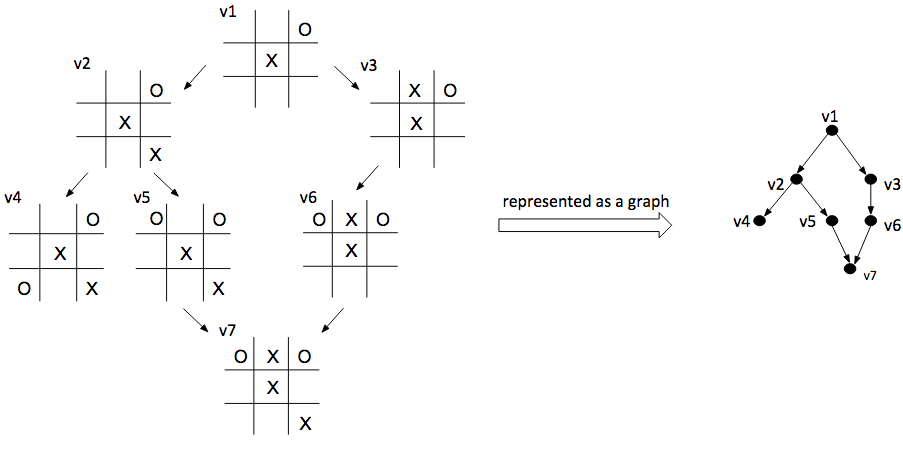 v1
O
X
v2
O
X
X
v3
X O
X
v4
O
X
O X
v5
O O
X
X
v6
O X O
X
v7
O X O
X
X
represented as a graph
v1
v2
v3
v4
v5
v6
v7